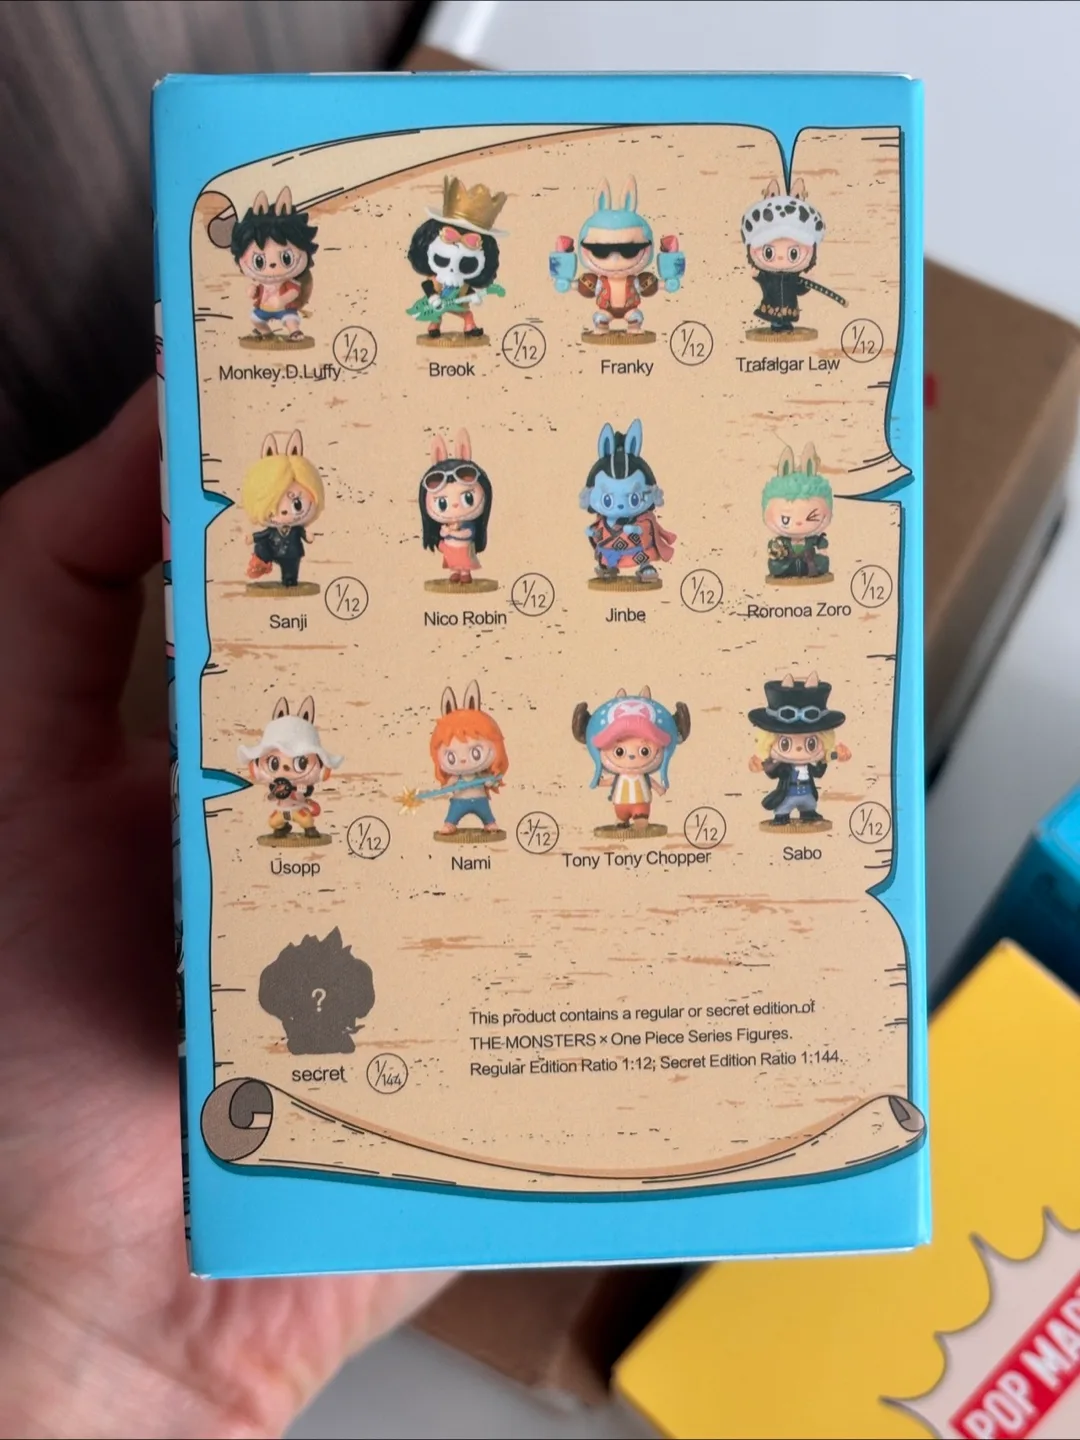 1/12 1/12 1/12 1/12
Monkey.D.Luffy Brook Franky Trafalgar Law
1/12 1/12 1/12 1/12
Sanji Nico Robin Jinbe Roronoa Zoro
1/12 1/12 1/12 1/12
Usopp Nami Tony Tony Chopper Sabo
?
secret 1/144
This product contains a regular or secret edition of
THE MONSTERS × One Piece Series Figures.
Regular Edition Ratio 1:12; Secret Edition Ratio 1:144.
POP MAR